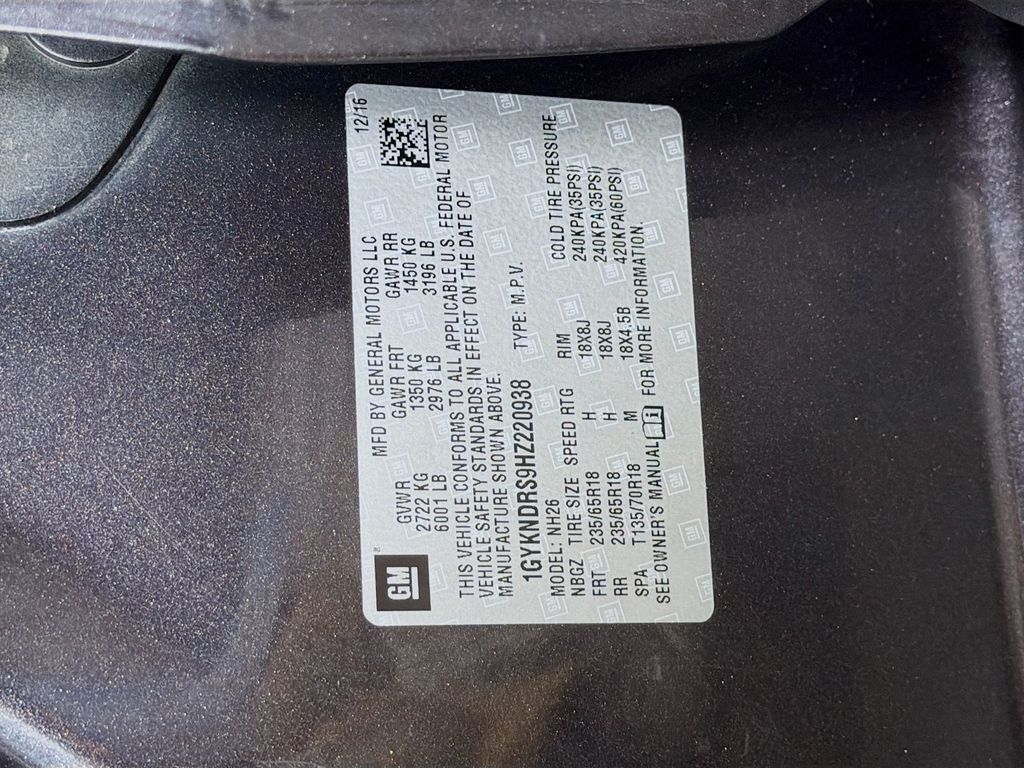 GM
MFD BY GENERAL MOTORS LLC 12/16
GVWR GAWR FRT GAWR RR
2722 KG 1350 KG 1450 KG
6001 LB 2976 LB 3196 LB
THIS VEHICLE CONFORMS TO ALL APPLICABLE U.S. FEDERAL MOTOR
VEHICLE SAFETY STANDARDS IN EFFECT ON THE DATE OF
MANUFACTURE SHOWN ABOVE.
1GYKNDRS9HZ220938 TYPE: M.P.V.
MODEL: NH26
NBGZ TIRE SIZE SPEED RTG RIM COLD TIRE PRESSURE
FRT 235/65R18 H 18X8J 240KPA(35PSI)
RR 235/65R18 H 18X8J 240KPA(35PSI)
SPA T135/70R18 M 18X4.5B 420KPA(60PSI)
SEE OWNER'S MANUAL i FOR MORE INFORMATION.